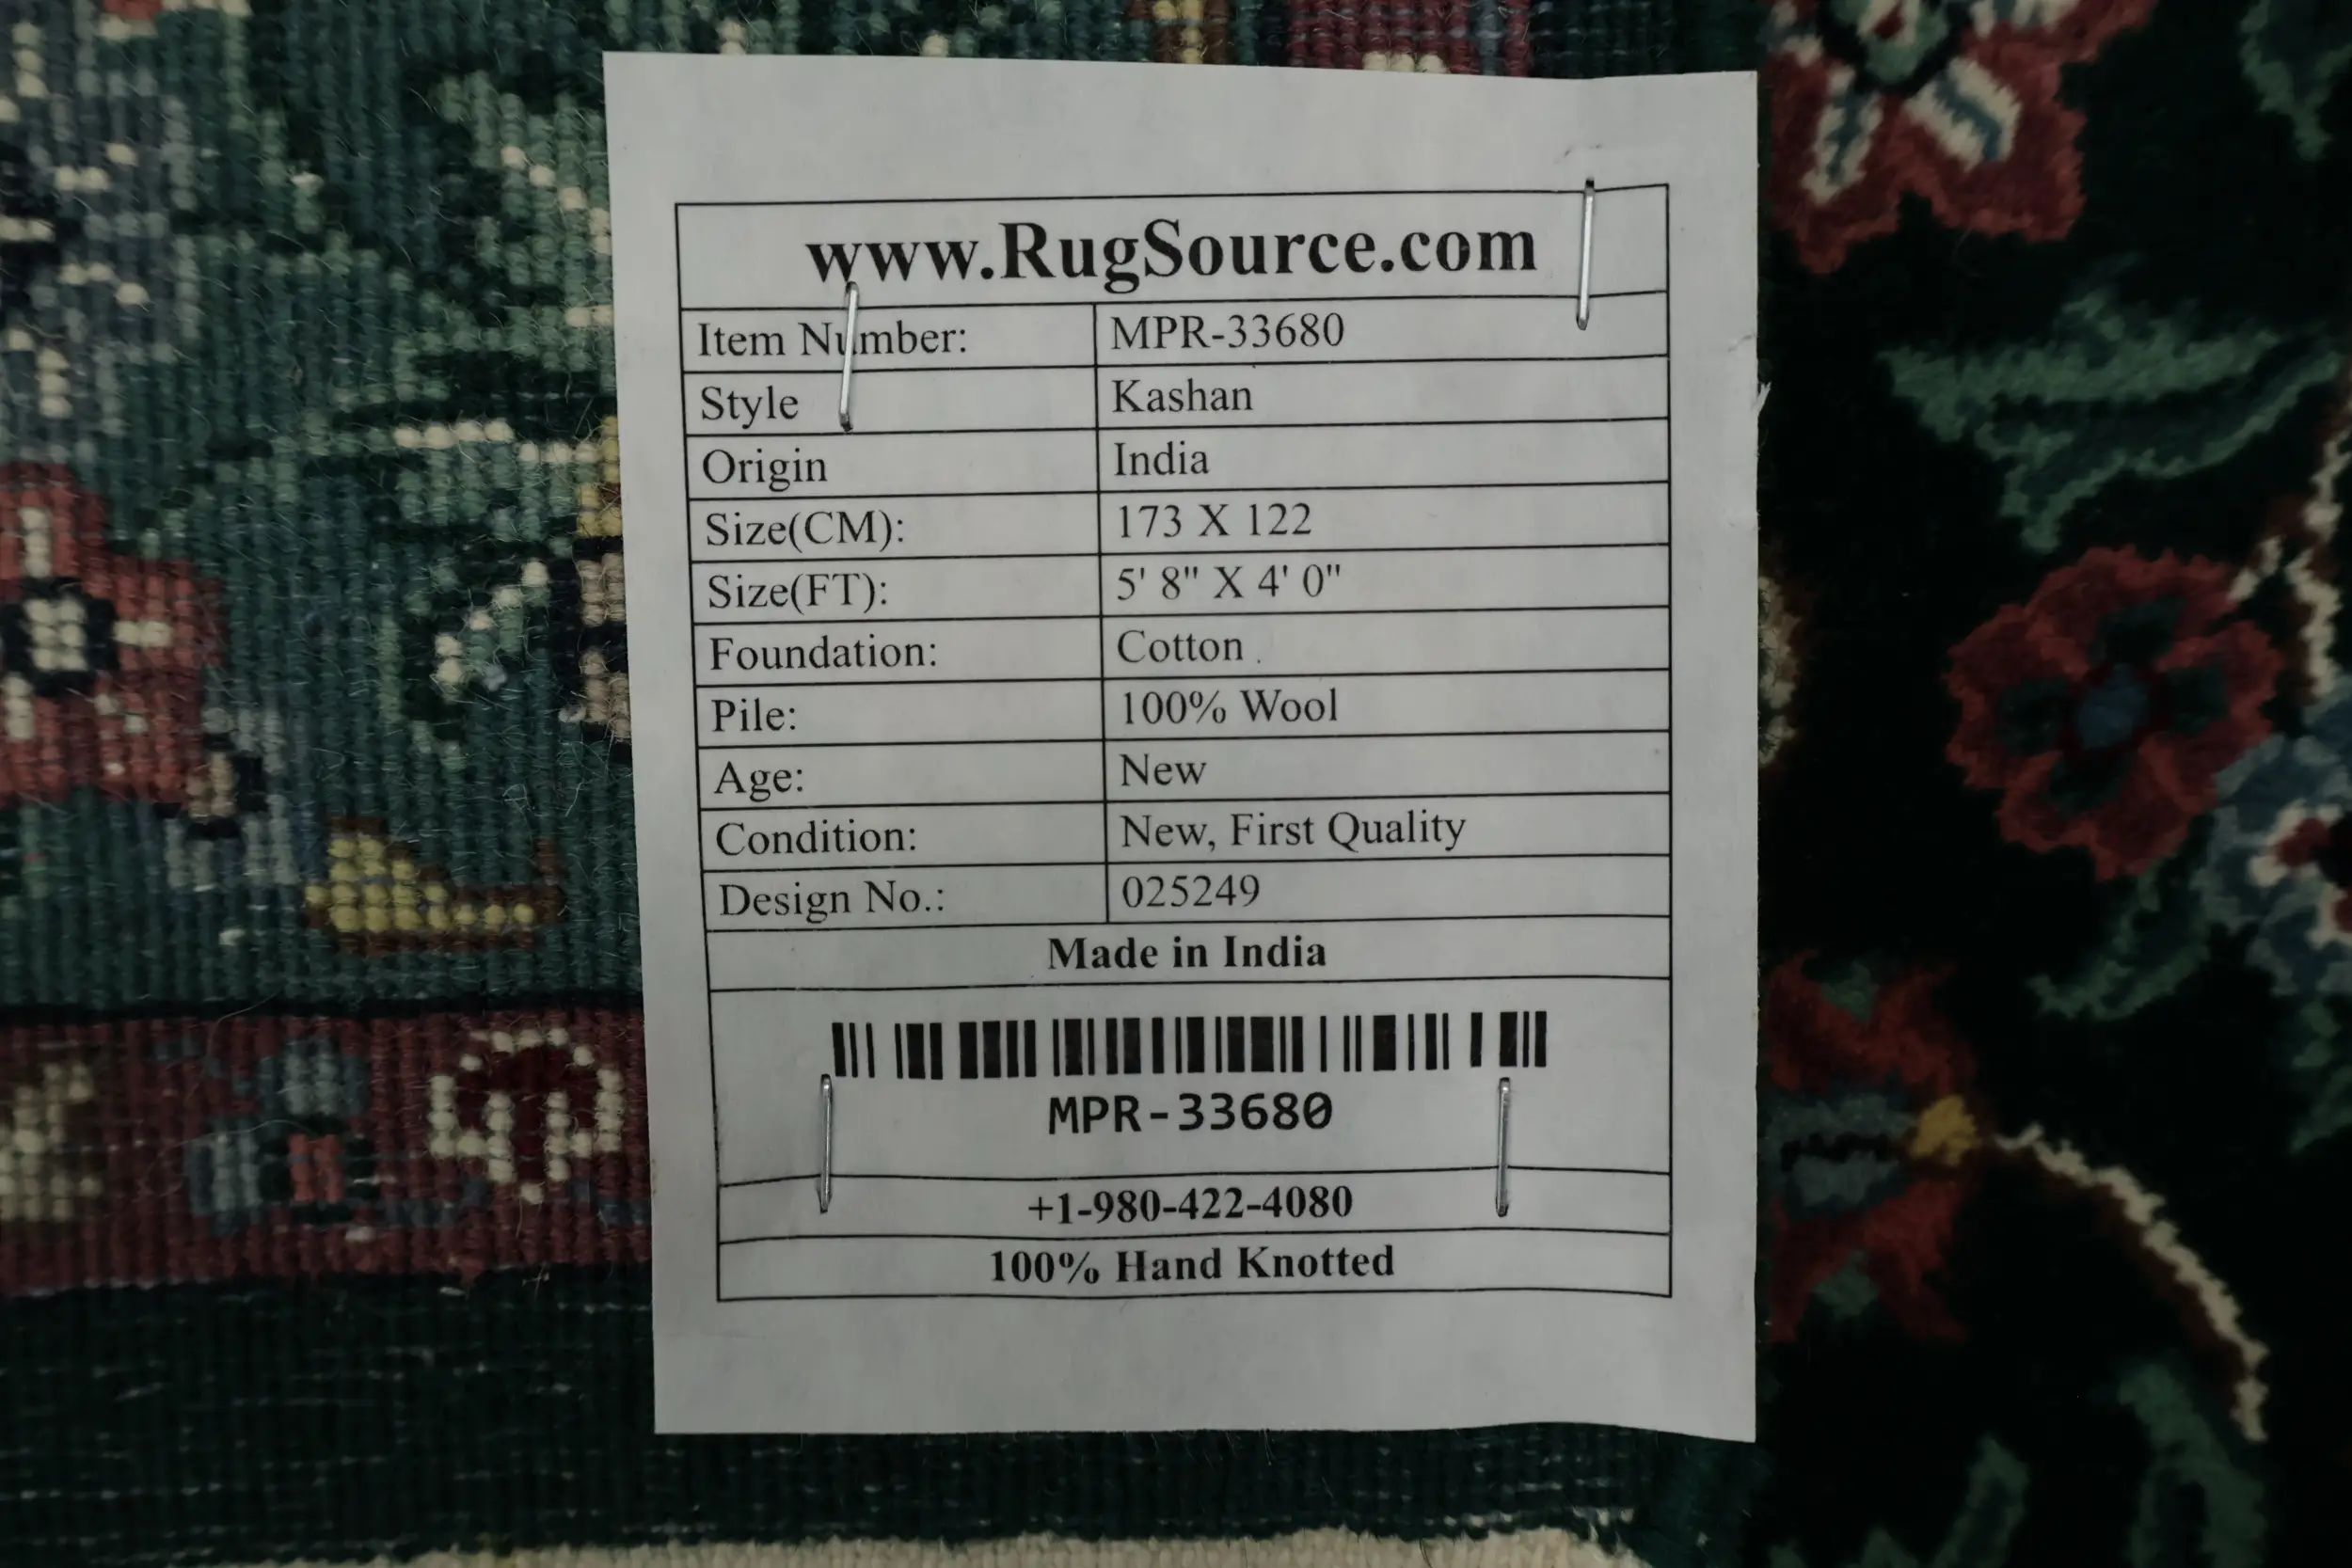 www.RugSource.com
Item Number: MPR-33680
Style Kashan
Origin India
Size(CM): 173 X 122
Size(FT): 5' 8" X 4' 0"
Foundation: Cotton
Pile: 100% Wool
Age: New
Condition: New, First Quality
Design No.: 025249
Made in India
MPR-33680
+1-980-422-4080
100% Hand Knotted